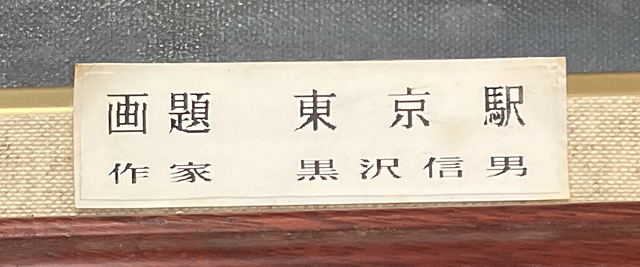 画題 東京駅
作家 黒沢信男